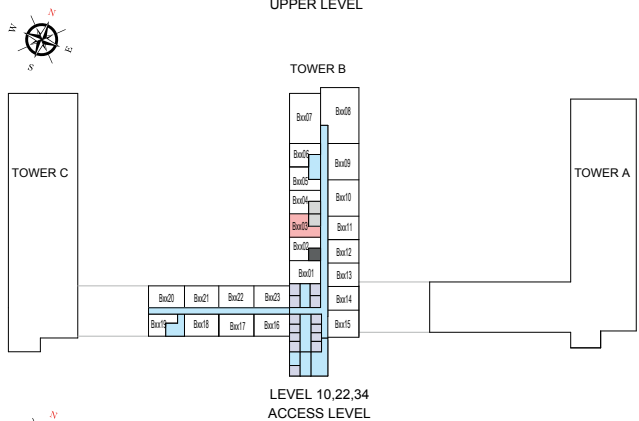 UPPER LEVEL
N
W
E
S
TOWER B
Bxx07
Bxx08
Bxx06
Bxx09
TOWER C
TOWER A
Bxx05
Bxx04
Bxx10
Bxx03
Bxx11
Bxx02
Bxx12
Bxx01
Bxx13
Bxx20
Bxx21
Bxx22
Bxx23
Bxx14
Bxx19
Bxx18
Bxx17
Bxx16
Bxx15
LEVEL 10,22,34
ACCESS LEVEL
N